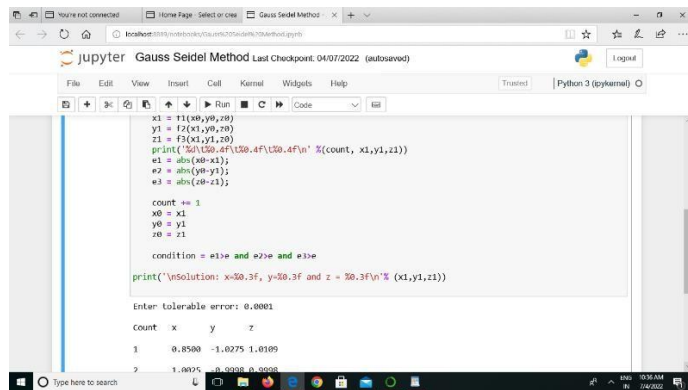 You're not connected
Home Page - Select or crea
Gauss Seidel Method -
localhost:8889/notebooks/Gauss%20Seidel%20Method.ipynb
jupyter Gauss Seidel Method Last Checkpoint: 04/07/2022 (autosaved)
Logout
File Edit View Insert Cell Kernel Widgets Help
Trusted
Python 3 (ipykernel)
Run
Code
x1 = f1(x0,y0,z0)
y1 = f2(x1,y0,z0)
z1 = f3(x1,y1,z0)
print('%d\t%0.4f\t%0.4f\t%0.4f\n' %(count, x1,y1,z1))
e1 = abs(x0-x1);
e2 = abs(y0-y1);
e3 = abs(z0-z1);
count += 1
x0 = x1
y0 = y1
z0 = z1
condition = e1>e and e2>e and e3>e
print('\nSolution: x=%0.3f, y=%0.3f and z = %0.3f\n'% (x1,y1,z1))
Enter tolerable error: 0.0001
Count x y z
1 0.8500 -1.0275 1.0109
2 1.0025 -0.9998 0.9998
Type here to search
ENG
IN
10:36 AM
7/4/2022